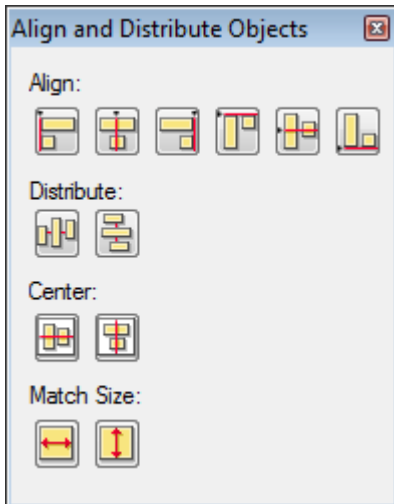 Align and Distribute Objects
Align:
Distribute:
Center:
Match Size: